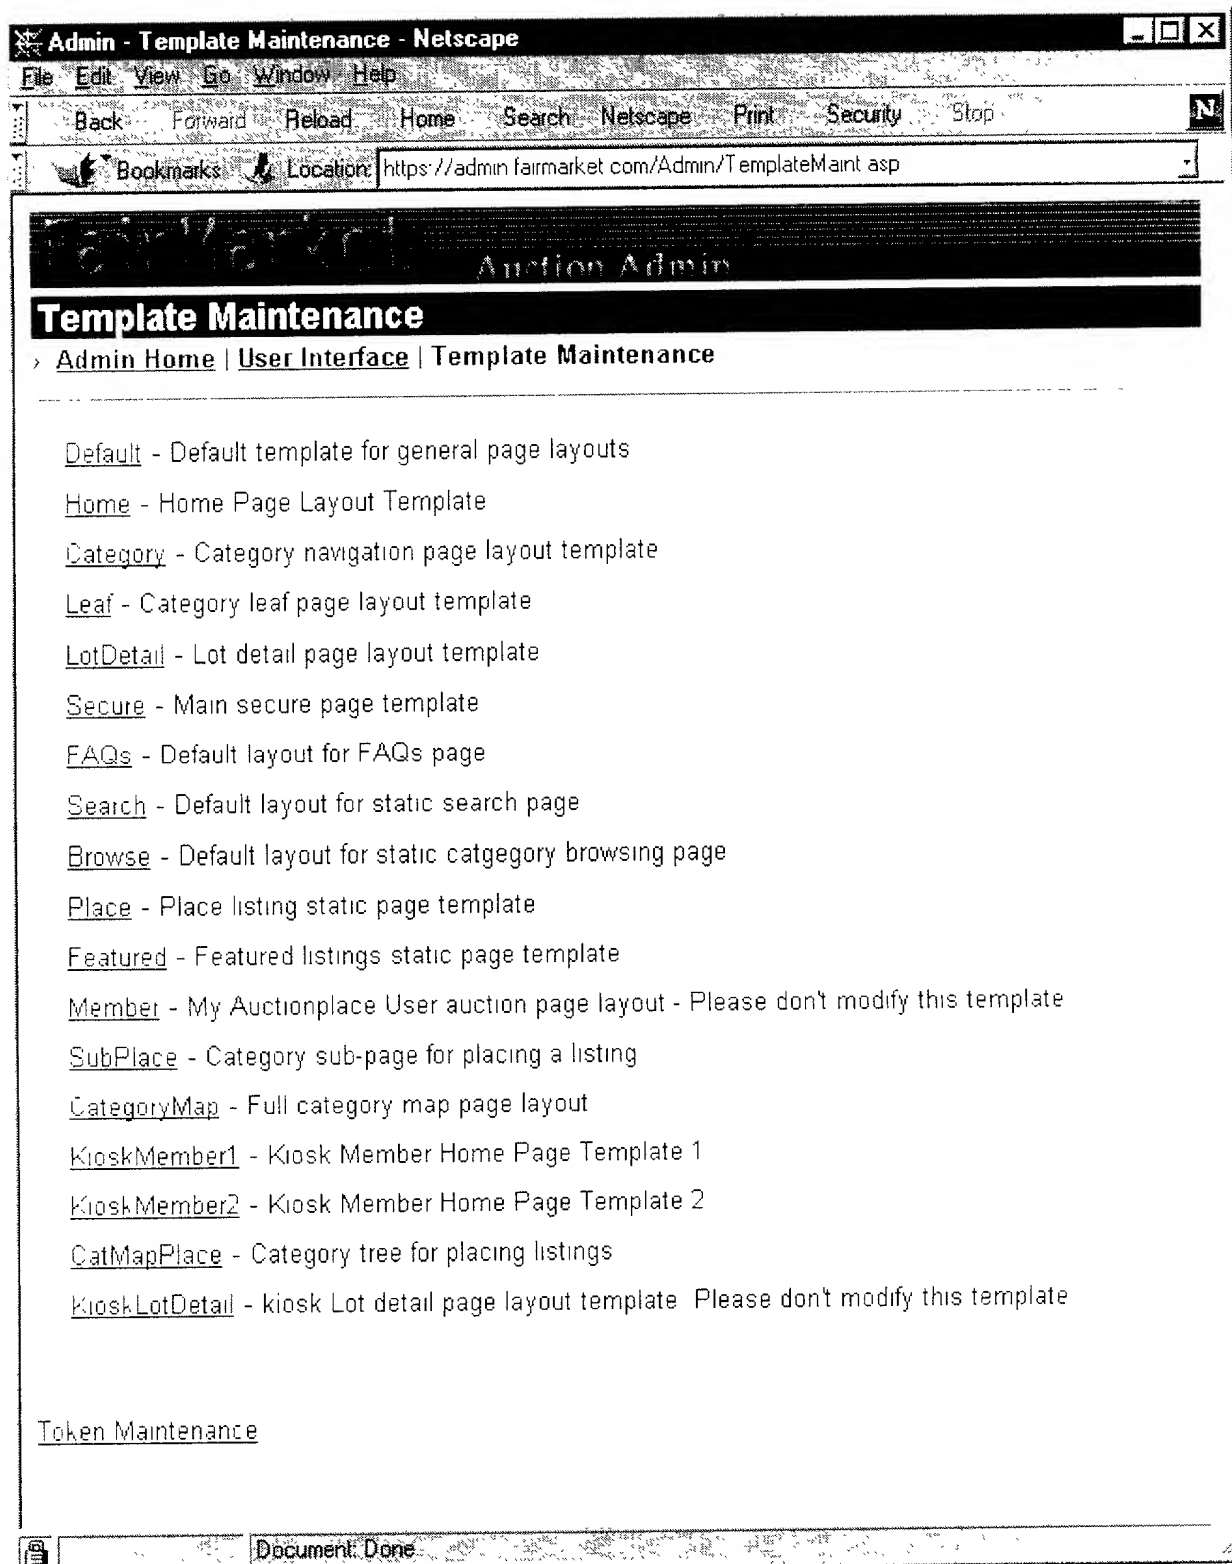 Admin - Template Maintenance - Netscape
File Edit View Go Window Help
Back Forward Reload Home Search Netscape Print Security Stop
N
Bookmarks Location: https://admin.fairmarket.com/Admin/TemplateMaint.asp
FairMarket
Auction Admin
Template Maintenance
› Admin Home | User Interface | Template Maintenance
Default - Default template for general page layouts
Home - Home Page Layout Template
Category - Category navigation page layout template
Leaf - Category leaf page layout template
LotDetail - Lot detail page layout template
Secure - Main secure page template
FAQs - Default layout for FAQs page
Search - Default layout for static search page
Browse - Default layout for static catgegory browsing page
Place - Place listing static page template
Featured - Featured listings static page template
Member - My Auctionplace User auction page layout - Please don't modify this template
SubPlace - Category sub-page for placing a listing
CategoryMap - Full category map page layout
KioskMember1 - Kiosk Member Home Page Template 1
KioskMember2 - Kiosk Member Home Page Template 2
CatMapPlace - Category tree for placing listings
KioskLotDetail - kiosk Lot detail page layout template Please don't modify this template
Token Maintenance
Document: Done